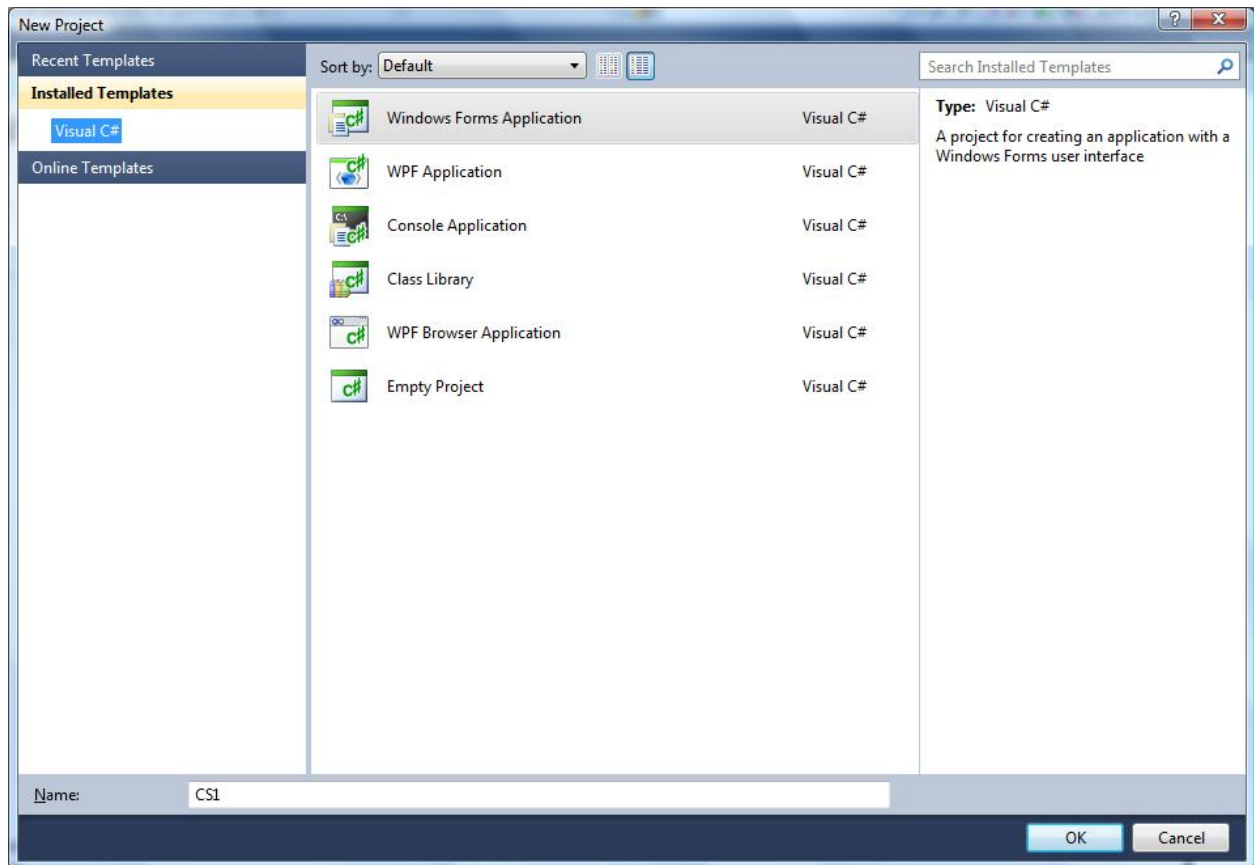 New Project
Recent Templates
Installed Templates
Visual C#
Online Templates
Sort by: Default
Windows Forms Application Visual C#
WPF Application Visual C#
Console Application Visual C#
Class Library Visual C#
WPF Browser Application Visual C#
Empty Project Visual C#
Search Installed Templates
Type: Visual C#
A project for creating an application with a
Windows Forms user interface
Name: CS1
OK Cancel